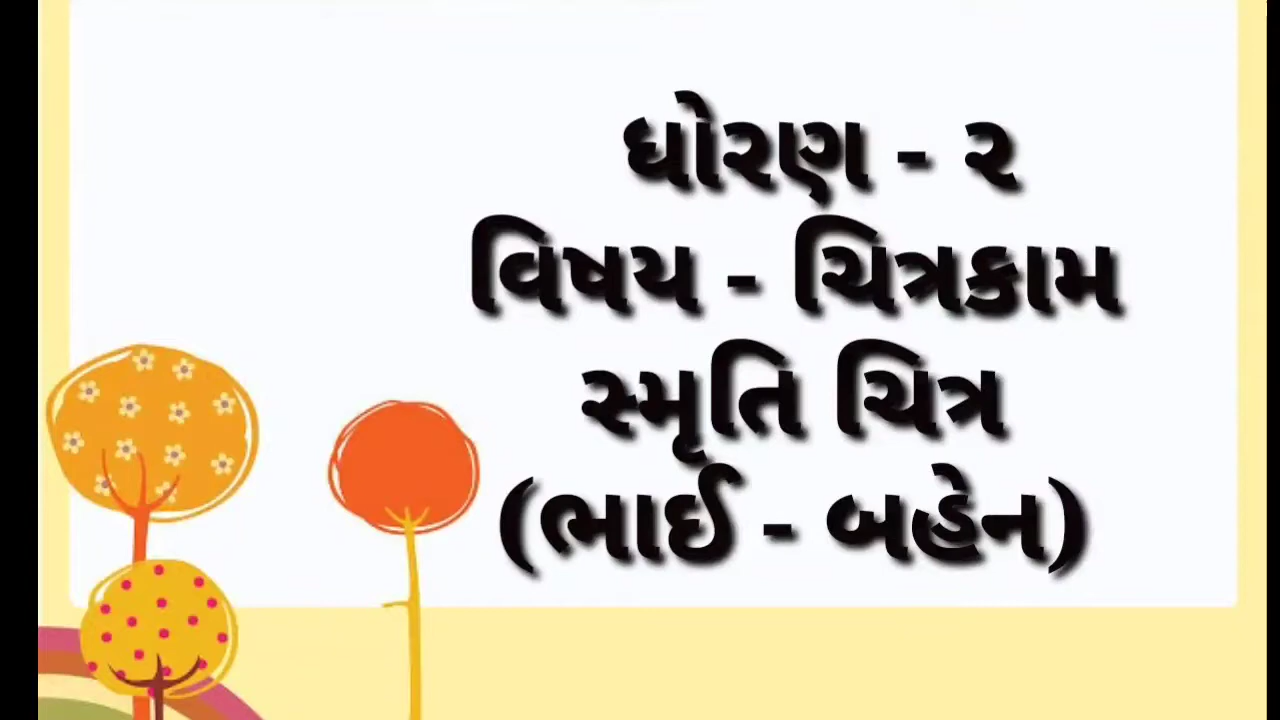 ધોરણ - ૨
વિષય - ચિત્રકામ
સ્મૃતિ ચિત્ર
(ભાઈ - બહેન)